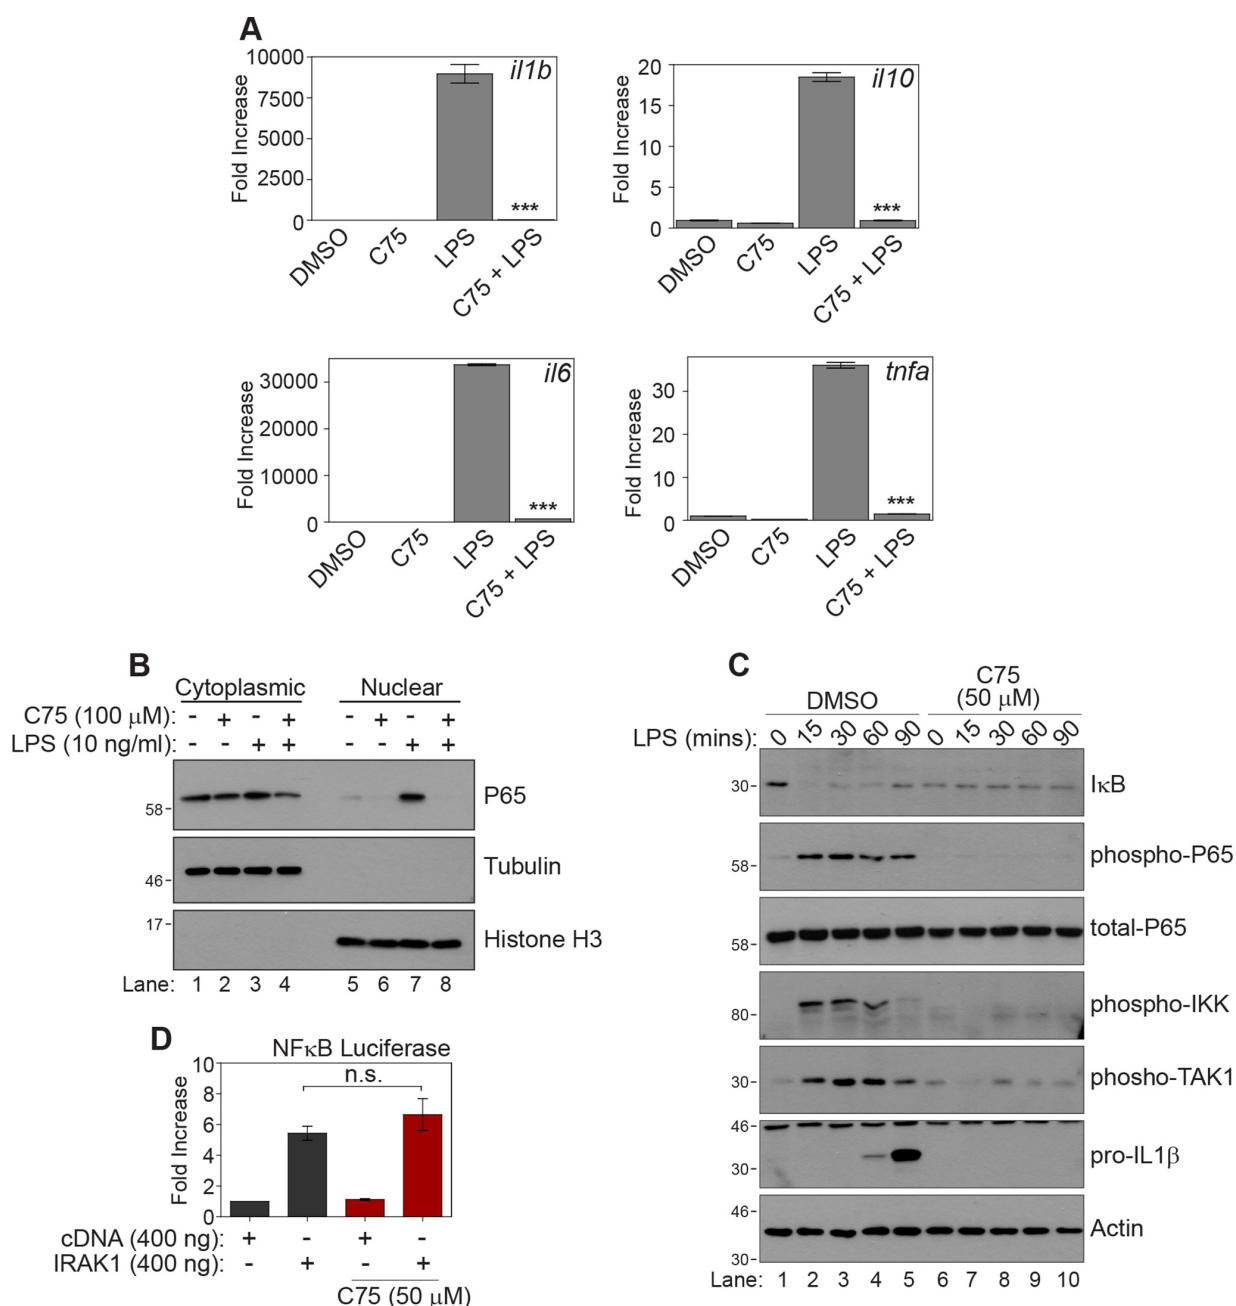 A
il1b
Fold Increase
10000
7500
5000
2500
0
DMSO
C75
LPS
C75 + LPS
***
il10
Fold Increase
20
15
10
5
0
DMSO
C75
LPS
C75 + LPS
***
il6
Fold Increase
30000
20000
10000
0
DMSO
C75
LPS
C75 + LPS
***
tnfa
Fold Increase
30
20
10
0
DMSO
C75
LPS
C75 + LPS
***
B
Cytoplasmic Nuclear
C75 (100 µM): - + - + - + - +
LPS (10 ng/ml): - - + + - - + +
58- P65
46- Tubulin
17- Histone H3
Lane: 1 2 3 4 5 6 7 8
C
DMSO C75 (50 µM)
LPS (mins): 0 15 30 60 90 0 15 30 60 90
30- IκB
58- phospho-P65
58- total-P65
80- phospho-IKK
30- phosho-TAK1
46-
30- pro-IL1β
46-
Actin
30-
Lane: 1 2 3 4 5 6 7 8 9 10
D
NFκB Luciferase
n.s.
Fold Increase
10
8
6
4
2
0
cDNA (400 ng): + - + -
IRAK1 (400 ng): - + - +
C75 (50 µM)